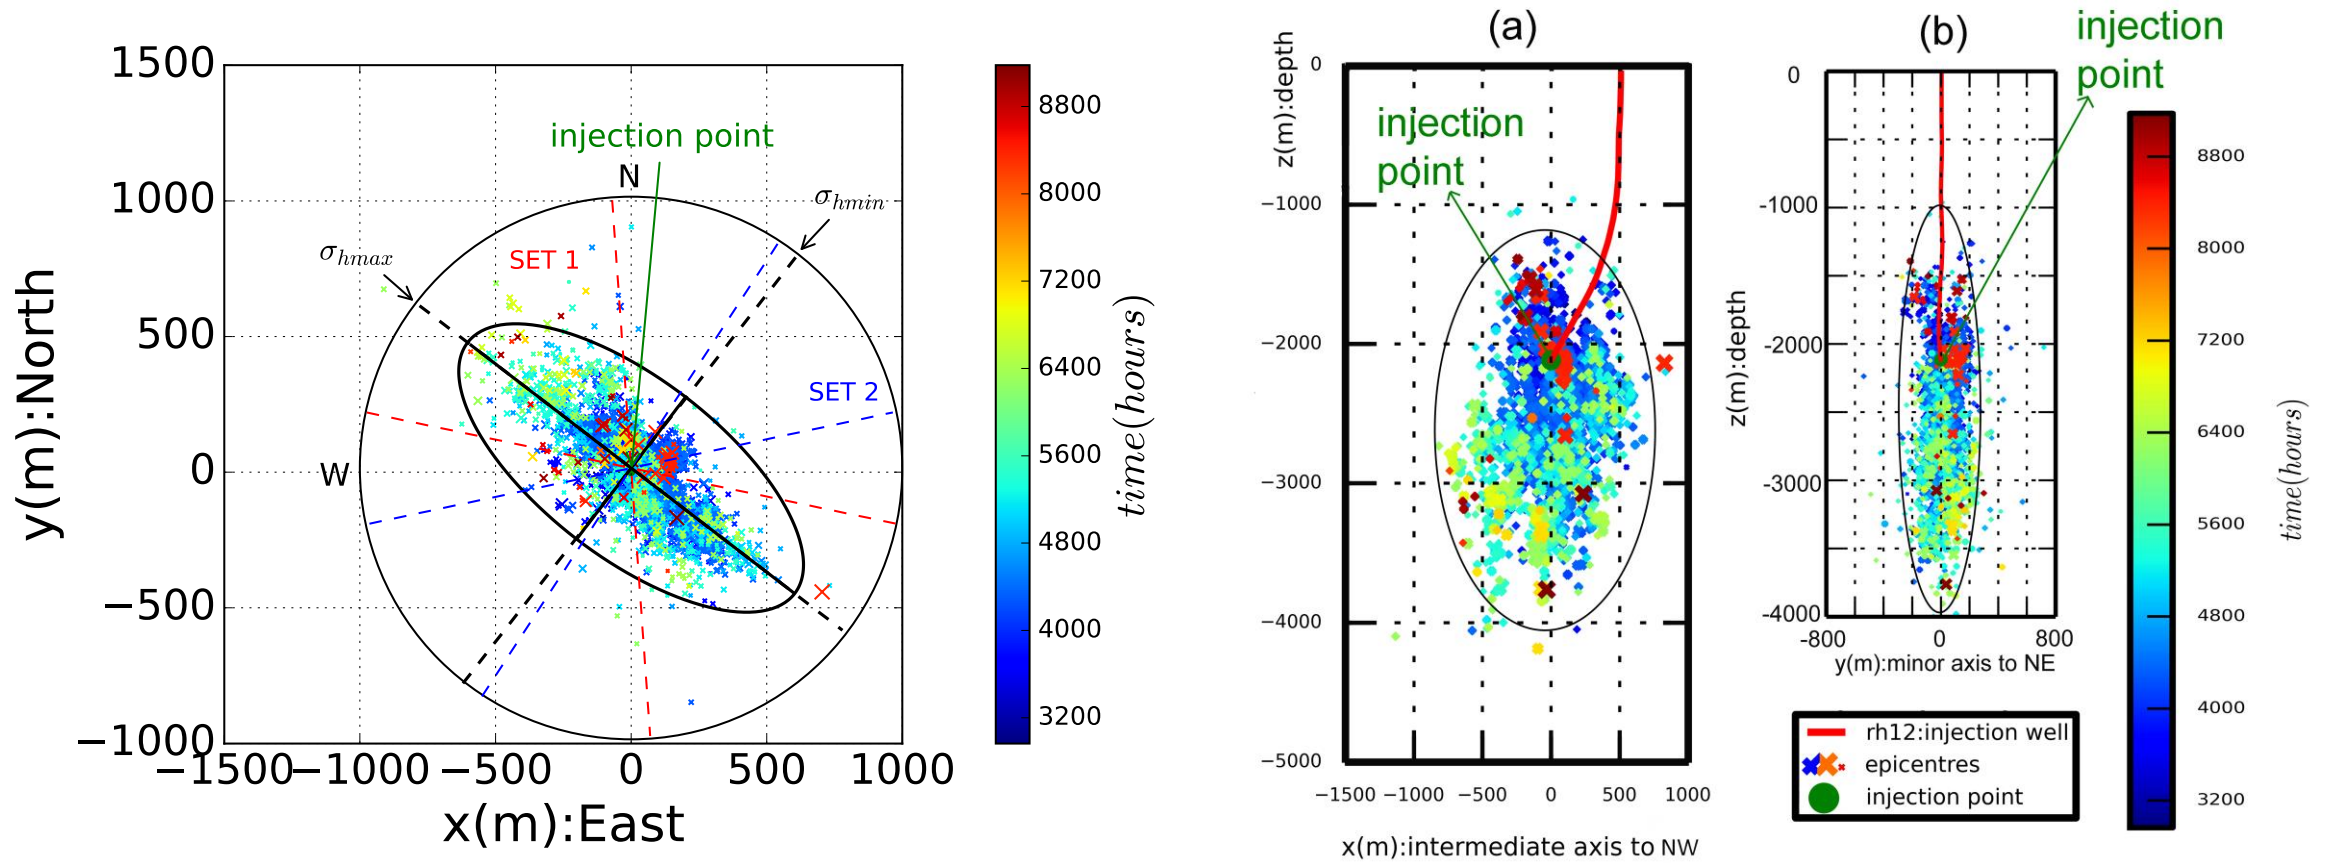 1500
1000
500
0
−500
−1000
−1500
−1000
−500
0
500
1000
y(m):North
x(m):East
injection point
N
W
σhmin
σhmax
SET 1
SET 2
8800
8000
7200
6400
5600
4800
4000
3200
time(hours)
(a)
z(m):depth
0
−1000
−2000
−3000
−4000
−5000
injection
point
−1500
−1000
−500
0
500
1000
x(m):intermediate axis to NW
(b)
injection
point
z(m):depth
0
-1000
-2000
-3000
-4000
-800
0
800
y(m):minor axis to NE
rh12:injection well
epicentres
injection point
8800
8000
7200
6400
5600
4800
4000
3200
time(hours)